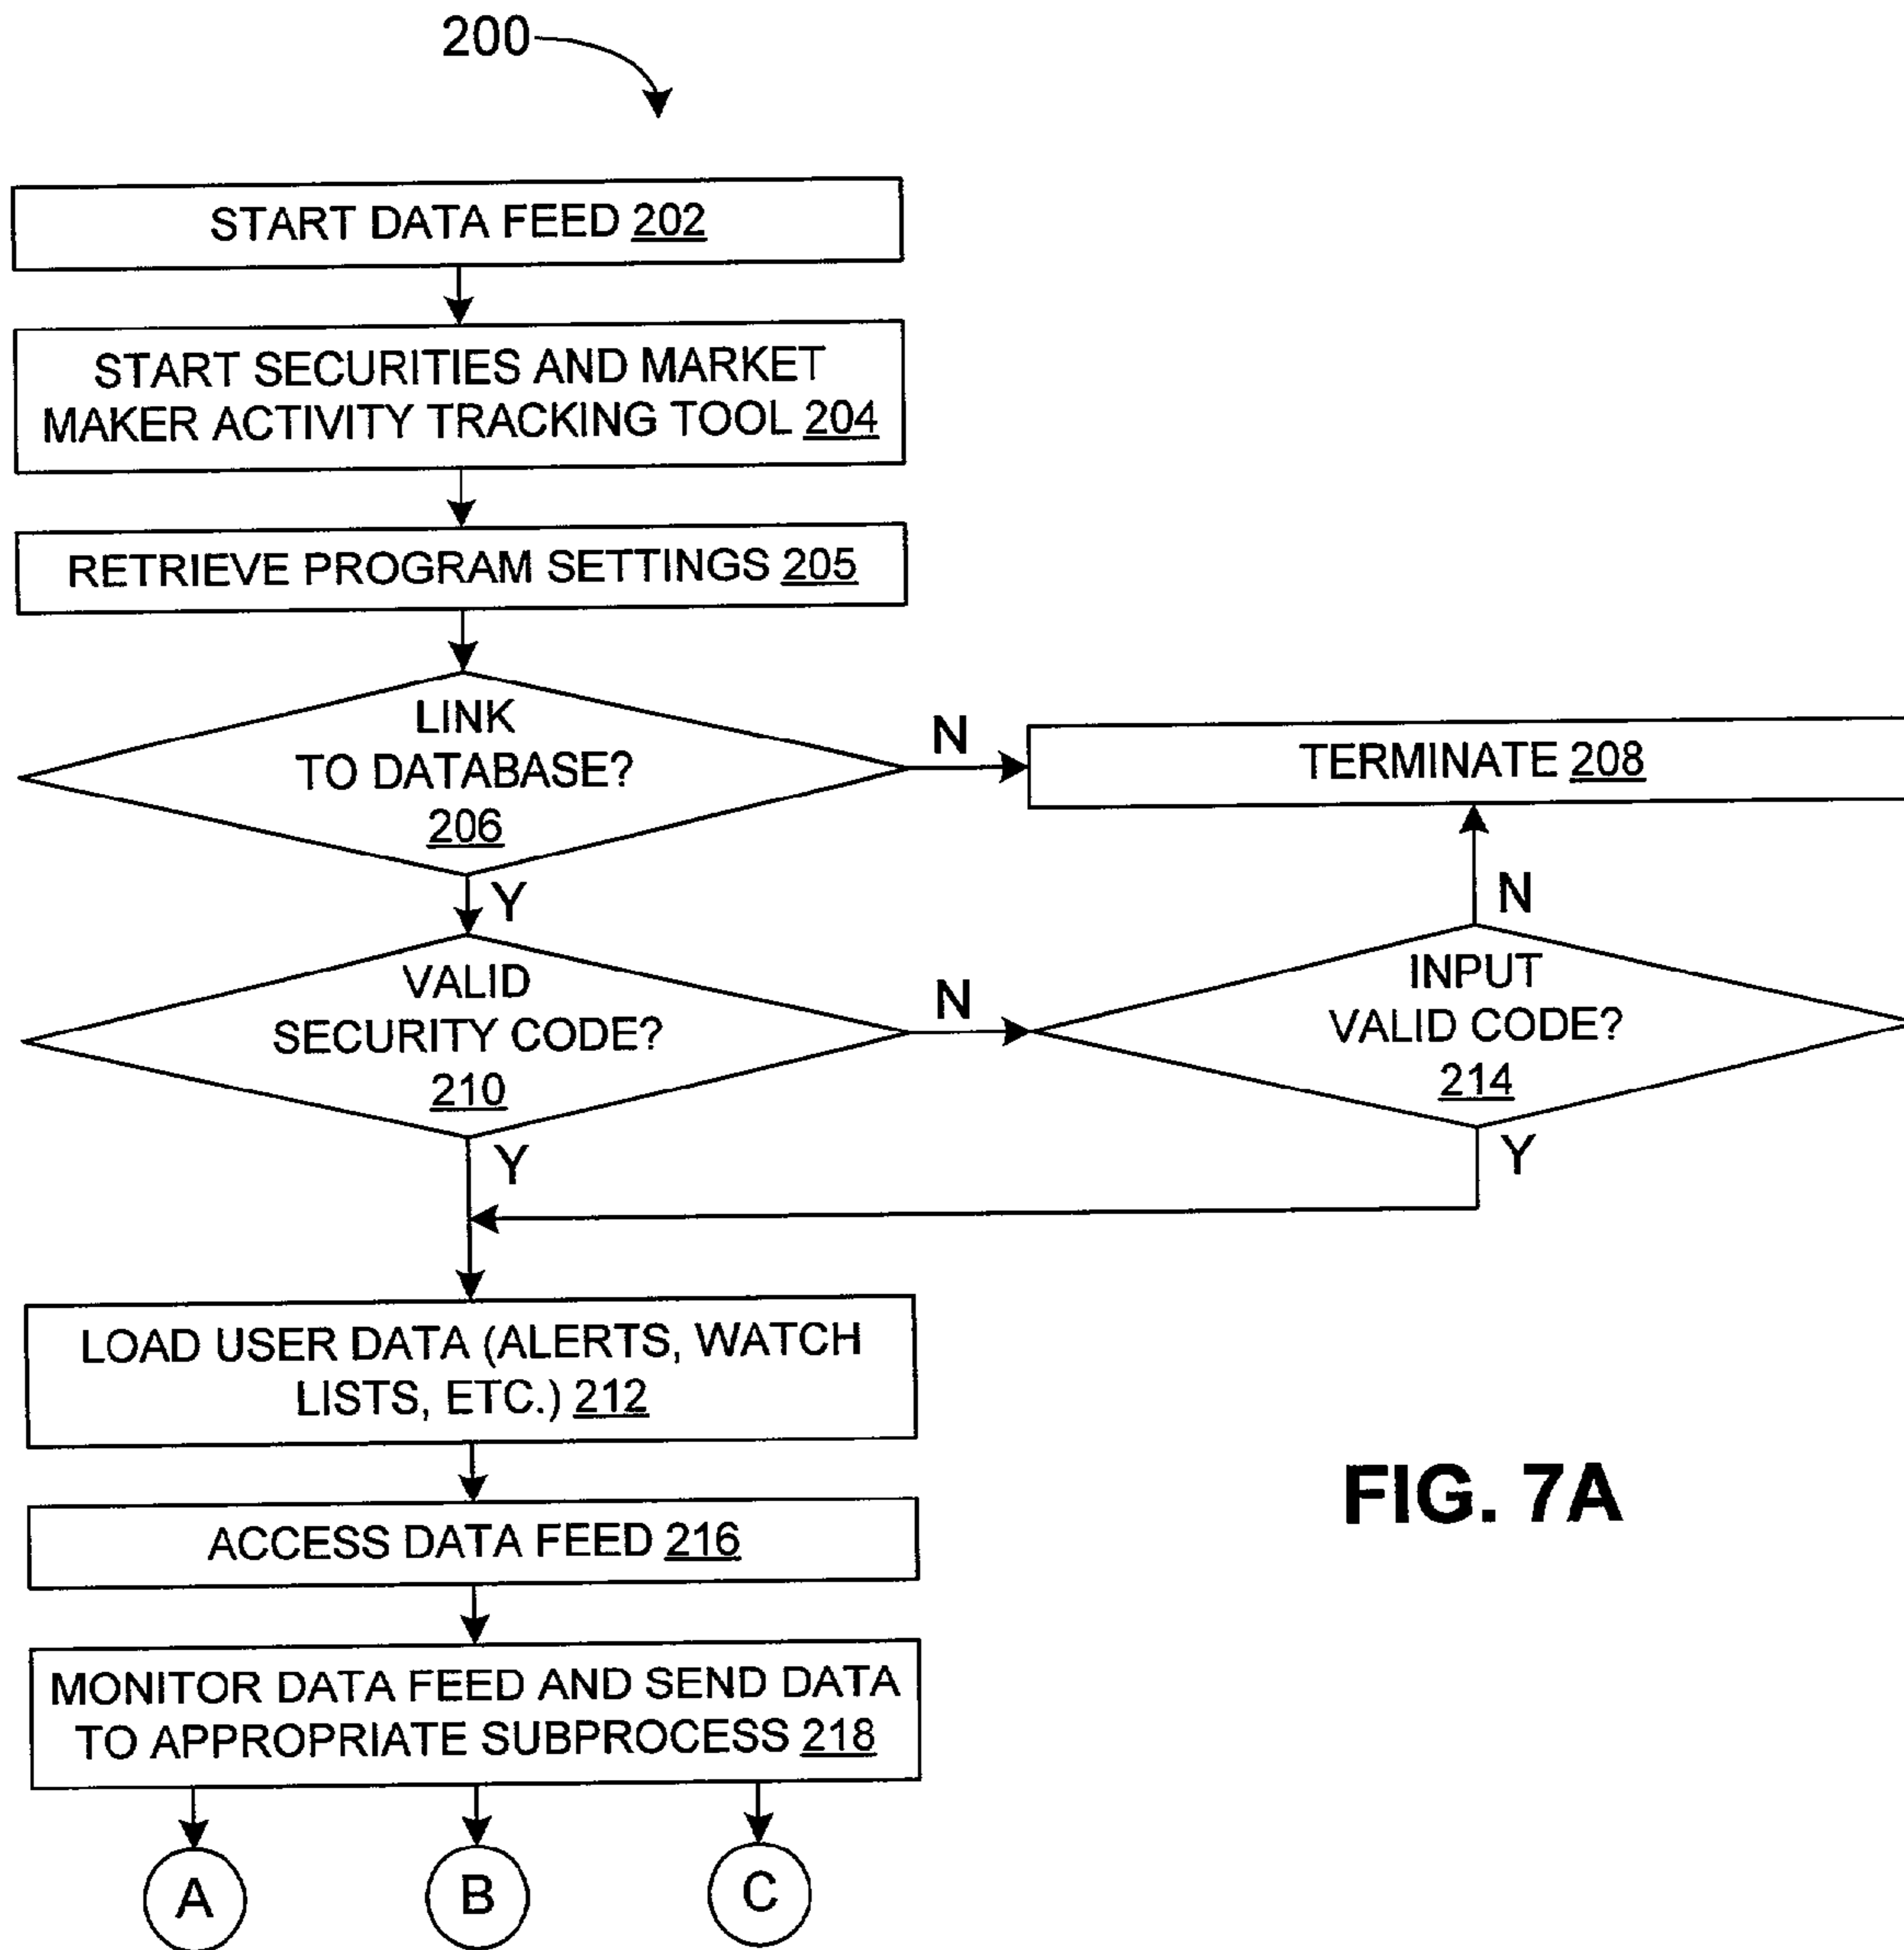 200
START DATA FEED 202
START SECURITIES AND MARKET
MAKER ACTIVITY TRACKING TOOL 204
RETRIEVE PROGRAM SETTINGS 205
LINK
TO DATABASE?
206
N
TERMINATE 208
Y
N
VALID
SECURITY CODE?
210
N
INPUT
VALID CODE?
214
Y
Y
LOAD USER DATA (ALERTS, WATCH
LISTS, ETC.) 212
ACCESS DATA FEED 216
MONITOR DATA FEED AND SEND DATA
TO APPROPRIATE SUBPROCESS 218
A
B
C
FIG. 7A